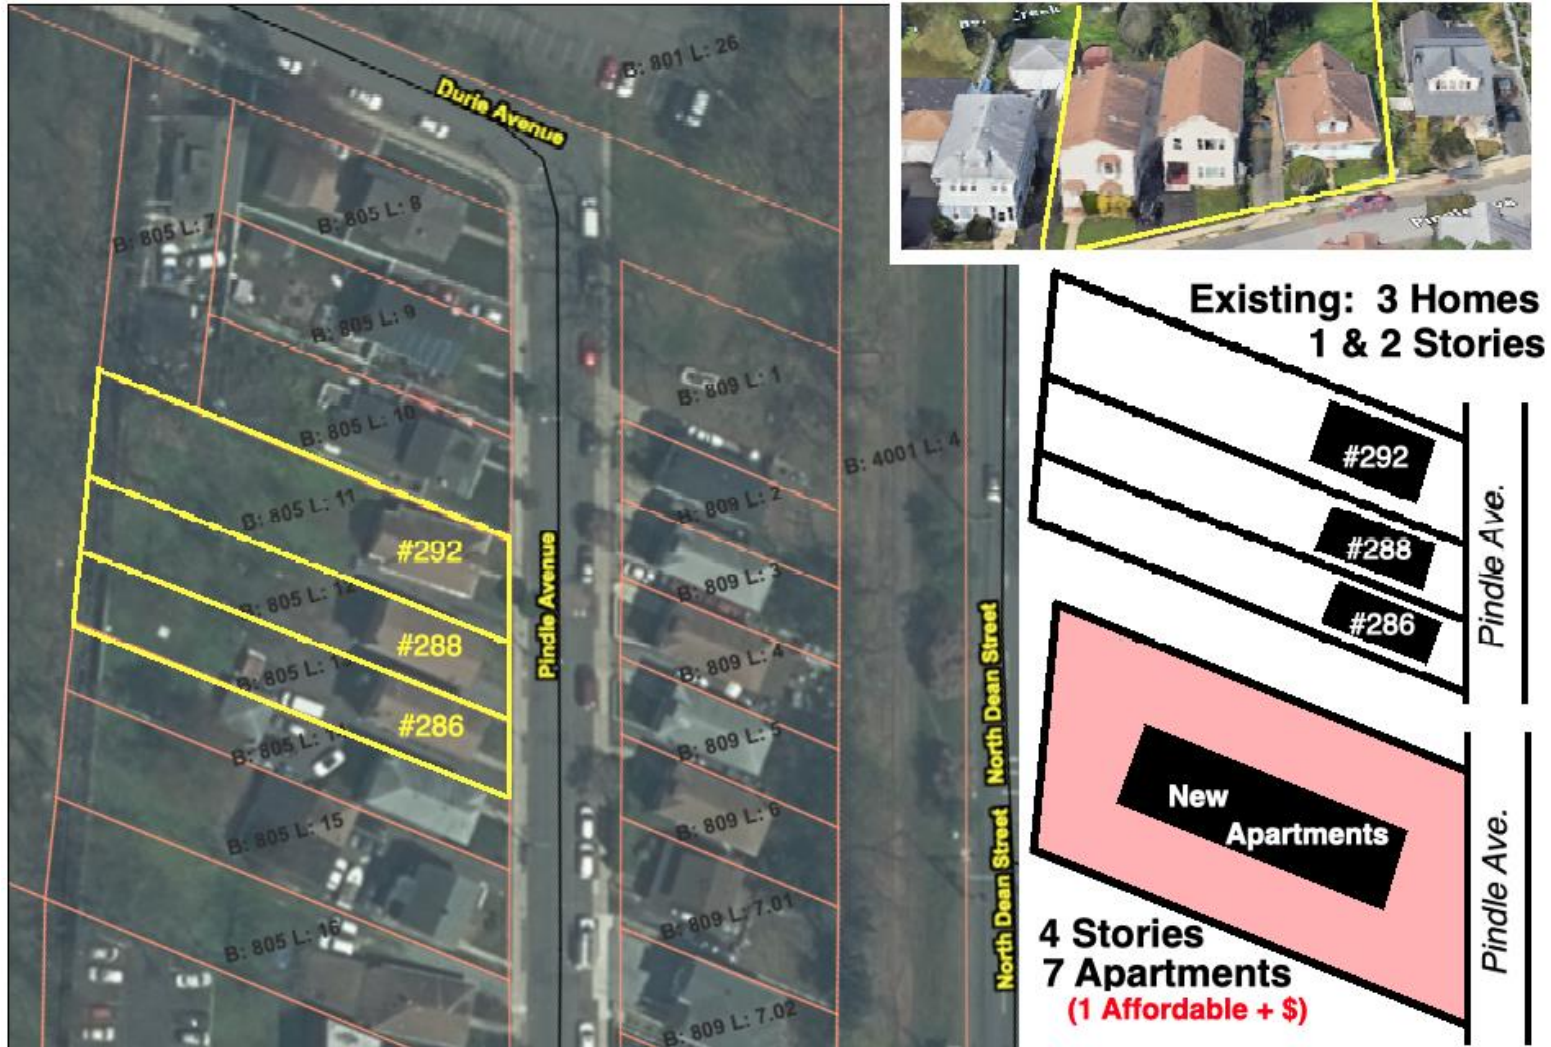 Durie Avenue
B: 801 L: 26
B: 805 L: 7
B: 805 L: 8
B: 805 L: 9
B: 805 L: 10
B: 809 L: 1
B: 4001 L: 4
B: 805 L: 11
B: 809 L: 2
#292
B: 805 L: 12
B: 809 L: 3
#288
Pindle Avenue
B: 809 L: 4
North Dean Street
B: 805 L:
#286
B: 809 L: 5
B: 805 L:
B: 805 L: 15
B: 809 L: 6
North Dean Street
B: 805 L: 16
B: 809 L: 7.01
B: 809 L: 7.02
Creek
Existing: 3 Homes
1 & 2 Stories
#292
#288
#286
Pindle Ave.
New
Apartments
Pindle Ave.
4 Stories
7 Apartments
(1 Affordable + $)